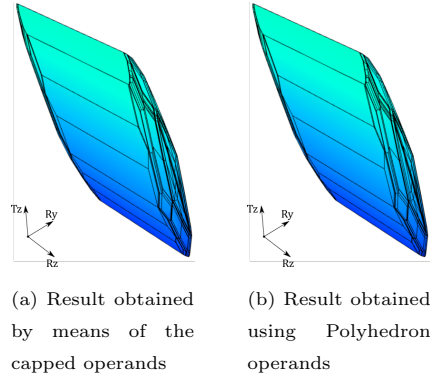 Tz
Ry
Rz
Tz
Ry
Rz
(a) Result obtained
by means of the
capped operands
(b) Result obtained
using Polyhedron
operands